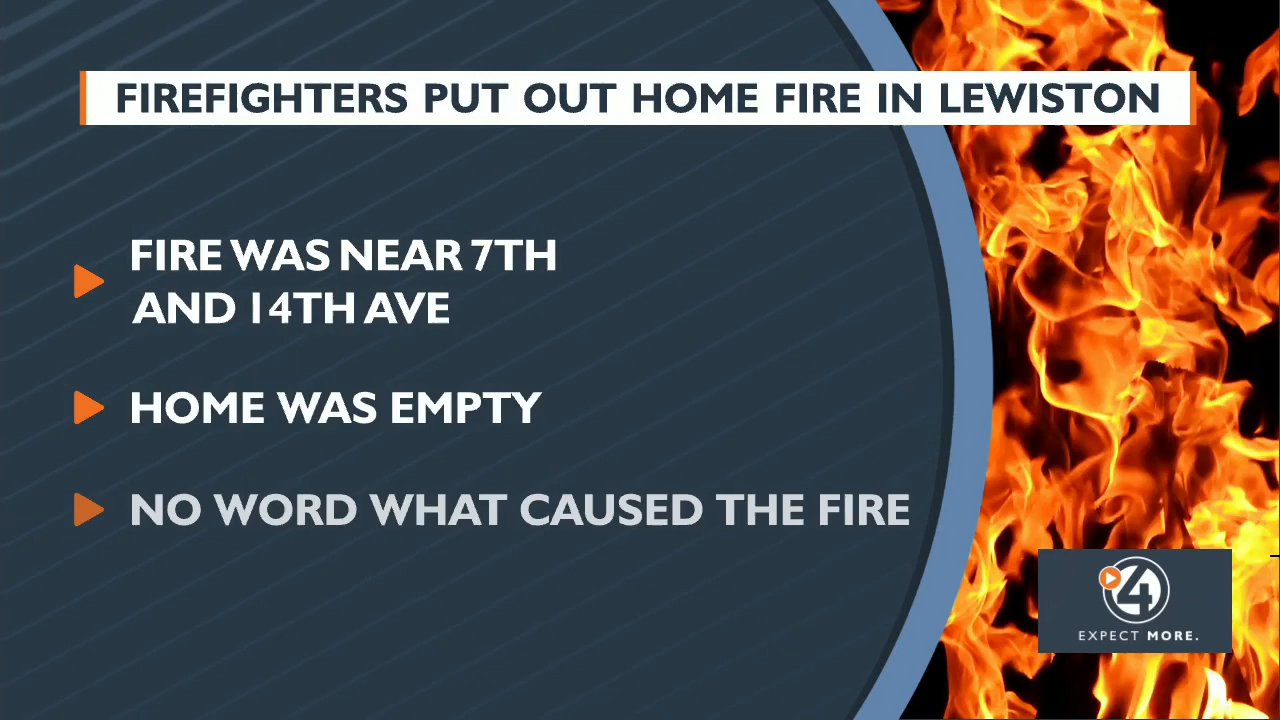 FIREFIGHTERS PUT OUT HOME FIRE IN LEWISTON
FIRE WAS NEAR 7TH
AND 14TH AVE
HOME WAS EMPTY
NO WORD WHAT CAUSED THE FIRE
4
EXPECT MORE.